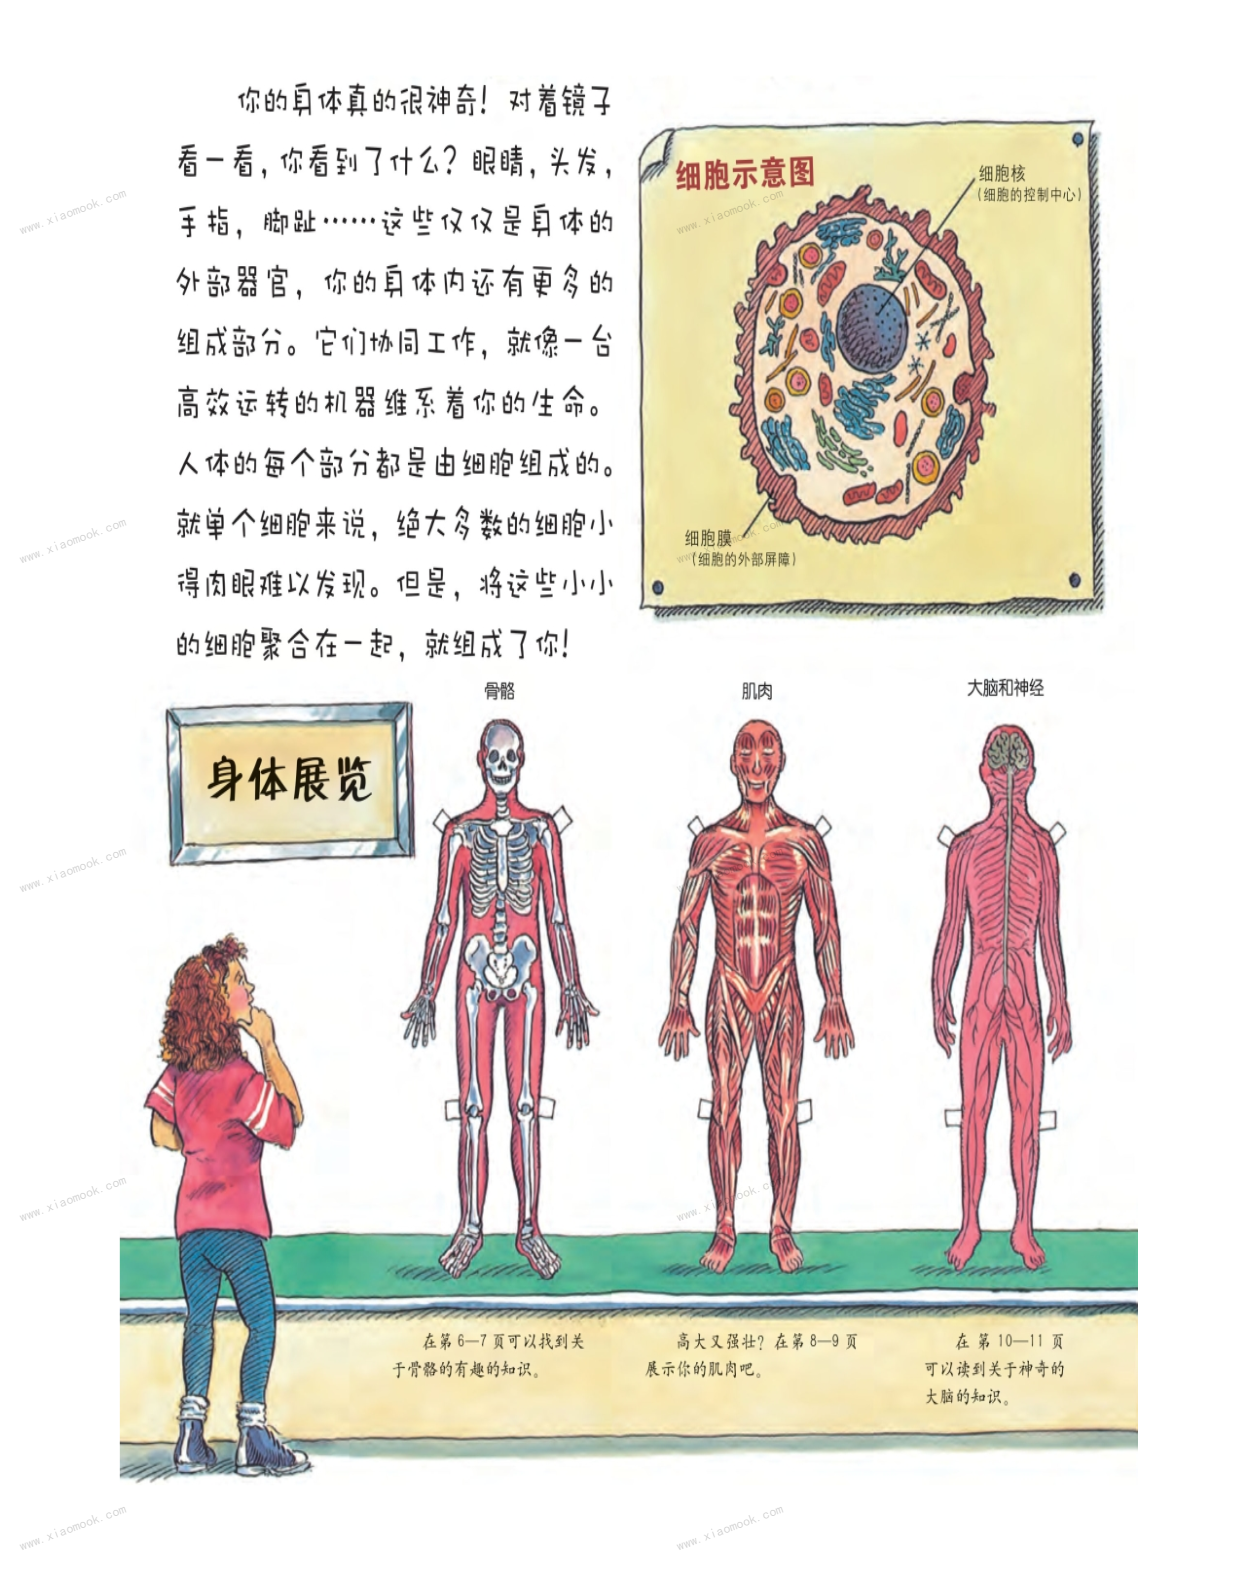 你的身体真的很神奇！对着镜子
看一看，你看到了什么？眼睛，头发，
手指，脚趾……这些仅仅是身体的
外部器官，你的身体内还有更多的
组成部分。它们协同工作，就像一台
高效运转的机器维系着你的生命。
人体的每个部分都是由细胞组成的。
就单个细胞来说，绝大多数的细胞小
得肉眼难以发现。但是，将这些小小
的细胞聚合在一起，就组成了你！
细胞示意图
细胞核
（细胞的控制中心）
细胞膜
（细胞的外部屏障）
身体展览
骨骼
肌肉
大脑和神经
在第6—7页可以找到关
于骨骼的有趣的知识。
高大又强壮？在第8—9页
展示你的肌肉吧。
在第10—11页
可以读到关于神奇的
大脑的知识。
www.xiaomook.com
www.xiaomook.com
www.xiaomook.com
www.xiaomook.com
www.xiaomook.com
www.xiaomook.com
www.xiaomook.com